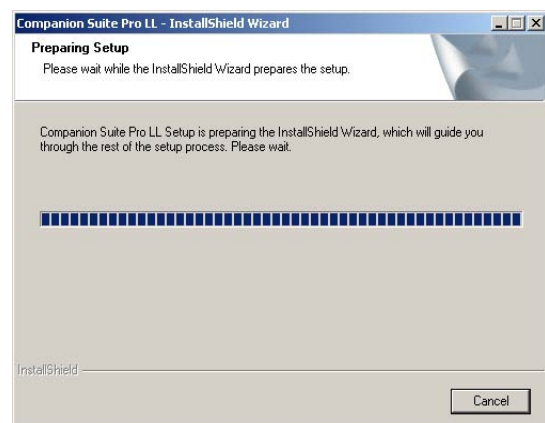 Companion Suite Pro LL - InstallShield Wizard
Preparing Setup
Please wait while the InstallShield Wizard prepares the setup.
Companion Suite Pro LL Setup is preparing the InstallShield Wizard, which will guide you
through the rest of the setup process. Please wait.
InstallShield
Cancel